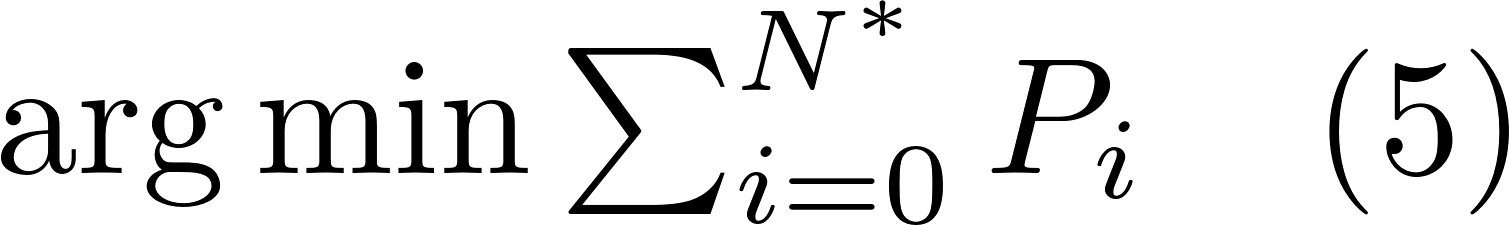 arg min ∑_{i=0}^{N^*} P_i (5)